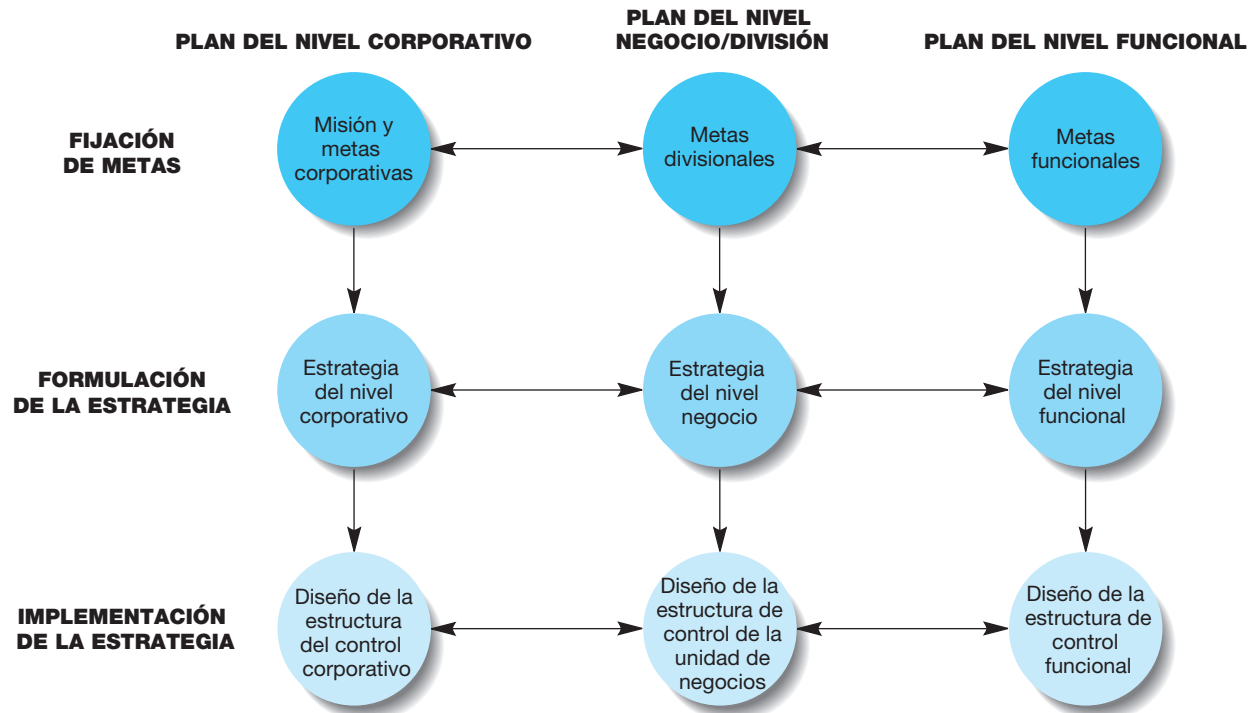 PLAN DEL NIVEL CORPORATIVO
PLAN DEL NIVEL
NEGOCIO/DIVISIÓN
PLAN DEL NIVEL FUNCIONAL
FIJACIÓN
DE METAS
Misión y
metas
corporativas
Metas
divisionales
Metas
funcionales
FORMULACIÓN
DE LA ESTRATEGIA
Estrategia
del nivel
corporativo
Estrategia
del nivel
negocio
Estrategia
del nivel
funcional
IMPLEMENTACIÓN
DE LA ESTRATEGIA
Diseño de la
estructura
del control
corporativo
Diseño de la
estructura de
control de la
unidad de
negocios
Diseño de la
estructura de
control
funcional